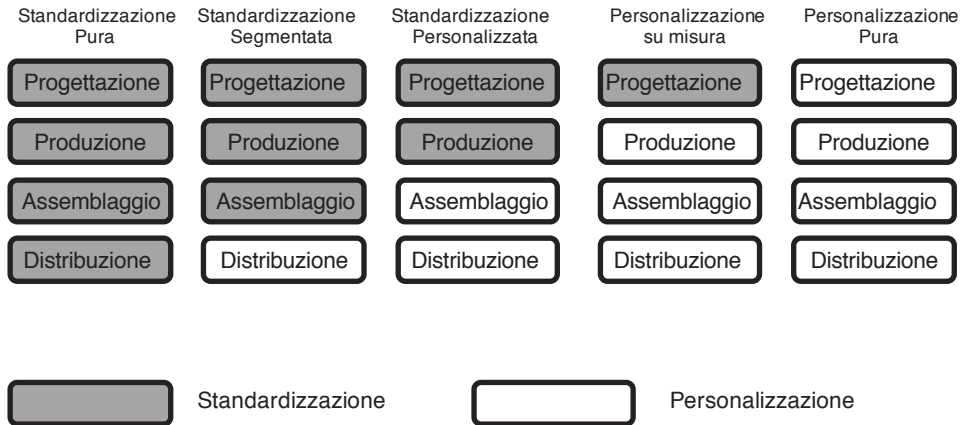 Standardizzazione Standardizzazione Standardizzazione Personalizzazione Personalizzazione
Pura Segmentata Personalizzata su misura Pura
Progettazione Progettazione Progettazione Progettazione Progettazione
Produzione Produzione Produzione Produzione Produzione
Assemblaggio Assemblaggio Assemblaggio Assemblaggio Assemblaggio
Distribuzione Distribuzione Distribuzione Distribuzione Distribuzione
Standardizzazione Personalizzazione